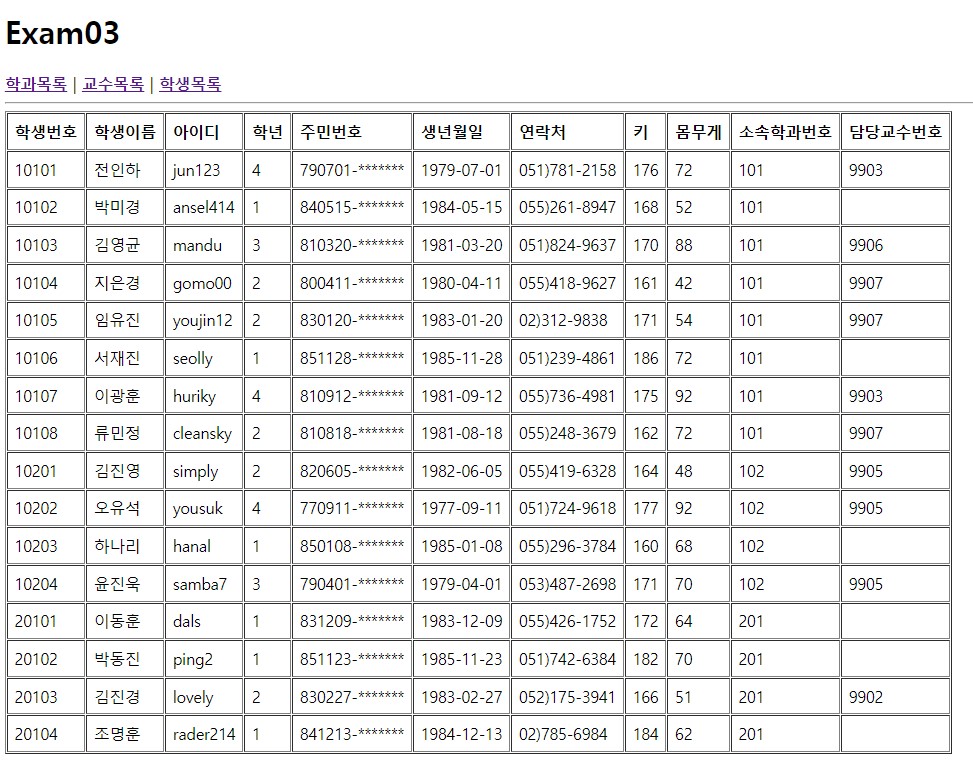 Exam03
학과목록 | 교수목록 | 학생목록
학생번호 학생이름 아이디 학년 주민번호 생년월일 연락처 키 몸무게 소속학과번호 담당교수번호
10101 전인하 jun123 4 790701-******* 1979-07-01 051)781-2158 176 72 101 9903
10102 박미경 ansel414 1 840515-******* 1984-05-15 055)261-8947 168 52 101
10103 김영균 mandu 3 810320-******* 1981-03-20 051)824-9637 170 88 101 9906
10104 지은경 gomo00 2 800411-******* 1980-04-11 055)418-9627 161 42 101 9907
10105 임유진 youjin12 2 830120-******* 1983-01-20 02)312-9838 171 54 101 9907
10106 서재진 seolly 1 851128-******* 1985-11-28 051)239-4861 186 72 101
10107 이광훈 huriky 4 810912-******* 1981-09-12 055)736-4981 175 92 101 9903
10108 류민정 cleansky 2 810818-******* 1981-08-18 055)248-3679 162 72 101 9907
10201 김진영 simply 2 820605-******* 1982-06-05 055)419-6328 164 48 102 9905
10202 오유석 yousuk 4 770911-******* 1977-09-11 051)724-9618 177 92 102 9905
10203 하나리 hanal 1 850108-******* 1985-01-08 055)296-3784 160 68 102
10204 윤진욱 samba7 3 790401-******* 1979-04-01 053)487-2698 171 70 102 9905
20101 이동훈 dals 1 831209-******* 1983-12-09 055)426-1752 172 64 201
20102 박동진 ping2 1 851123-******* 1985-11-23 051)742-6384 182 70 201
20103 김진경 lovely 2 830227-******* 1983-02-27 052)175-3941 166 51 201 9902
20104 조명훈 rader214 1 841213-******* 1984-12-13 02)785-6984 184 62 201